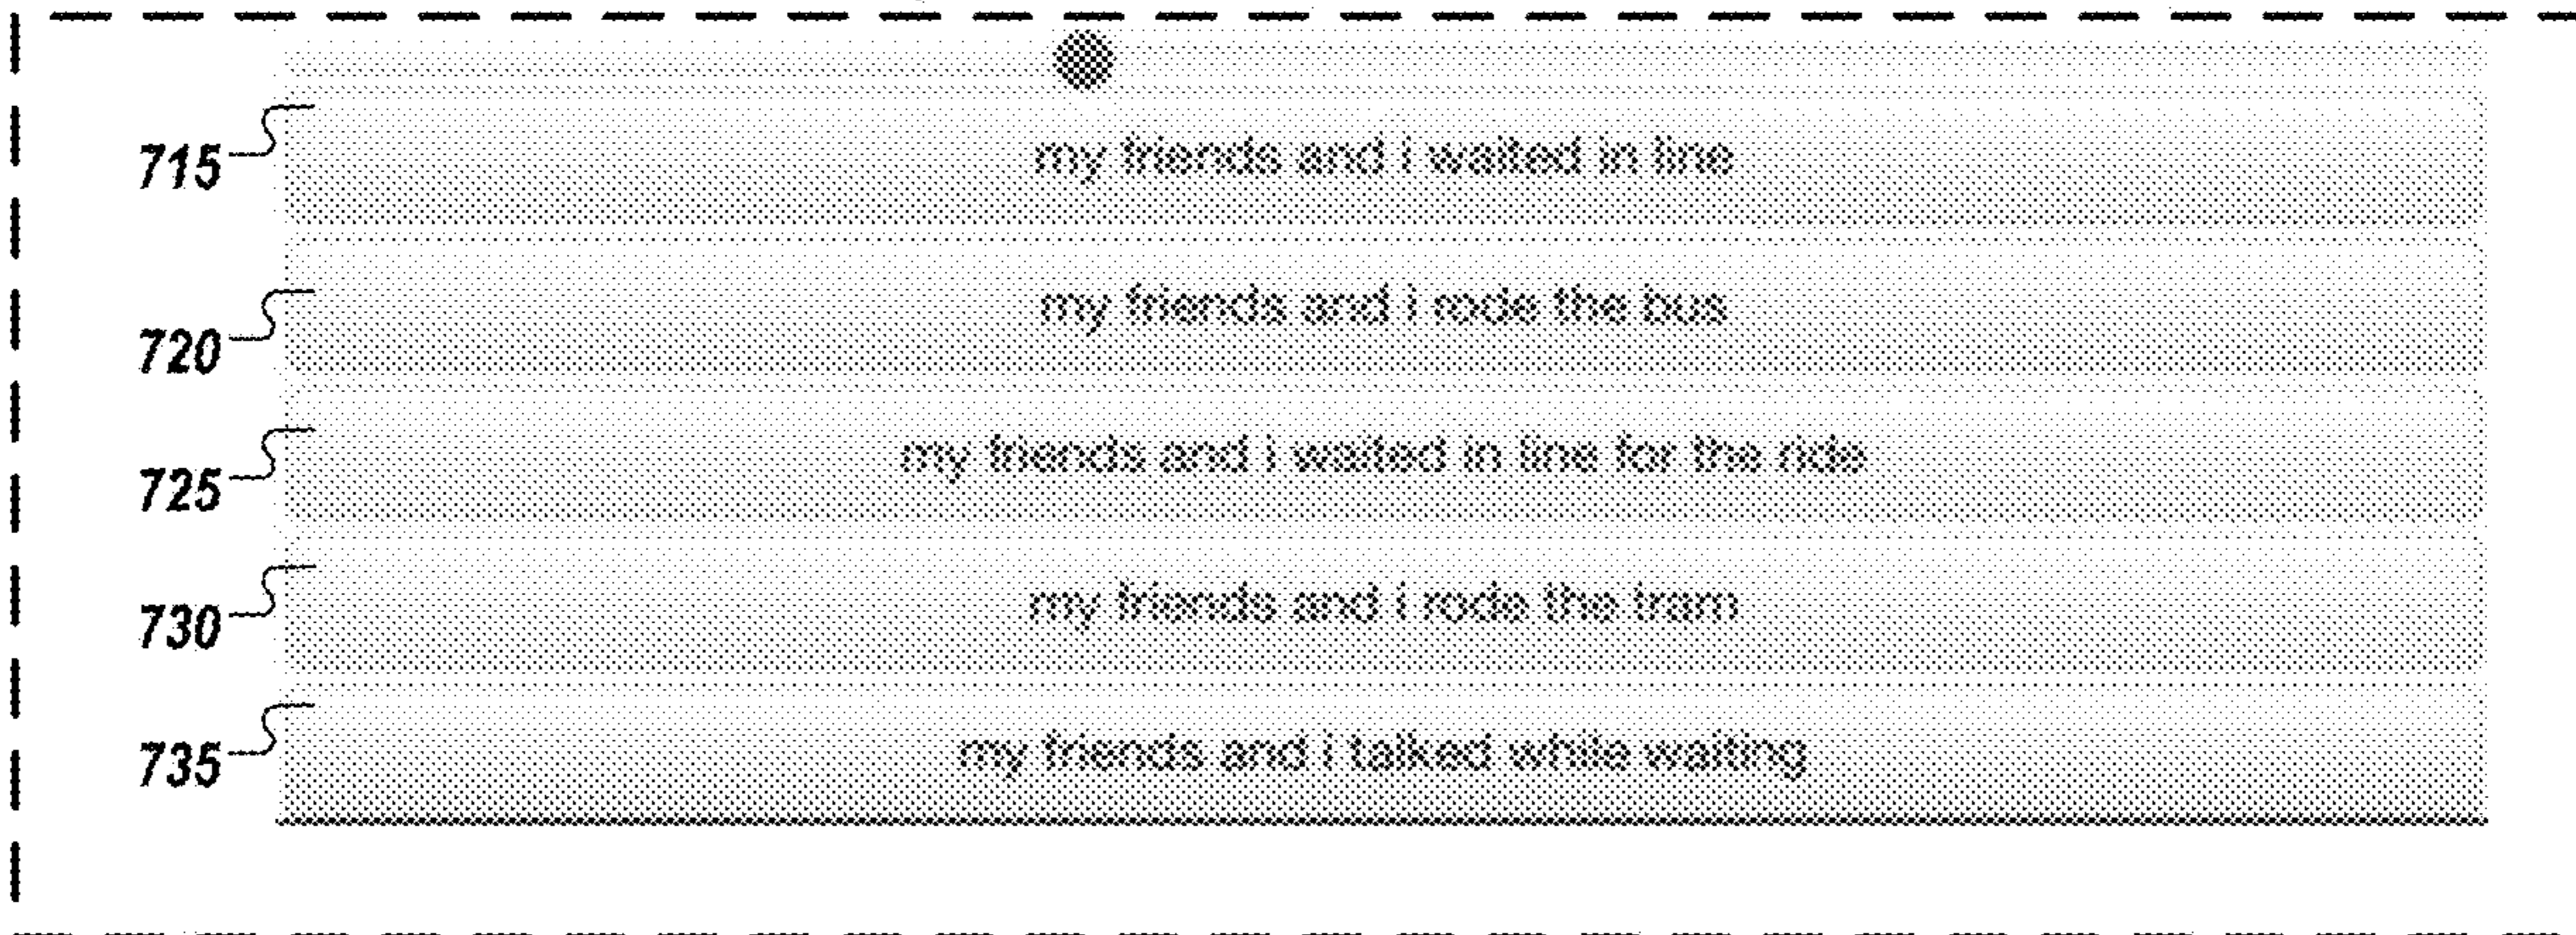 715 my friends and i waited in line
720 my friends and i rode the bus
725 my friends and i waited in line for the ride
730 my friends and i rode the tram
735 my friends and i talked while waiting